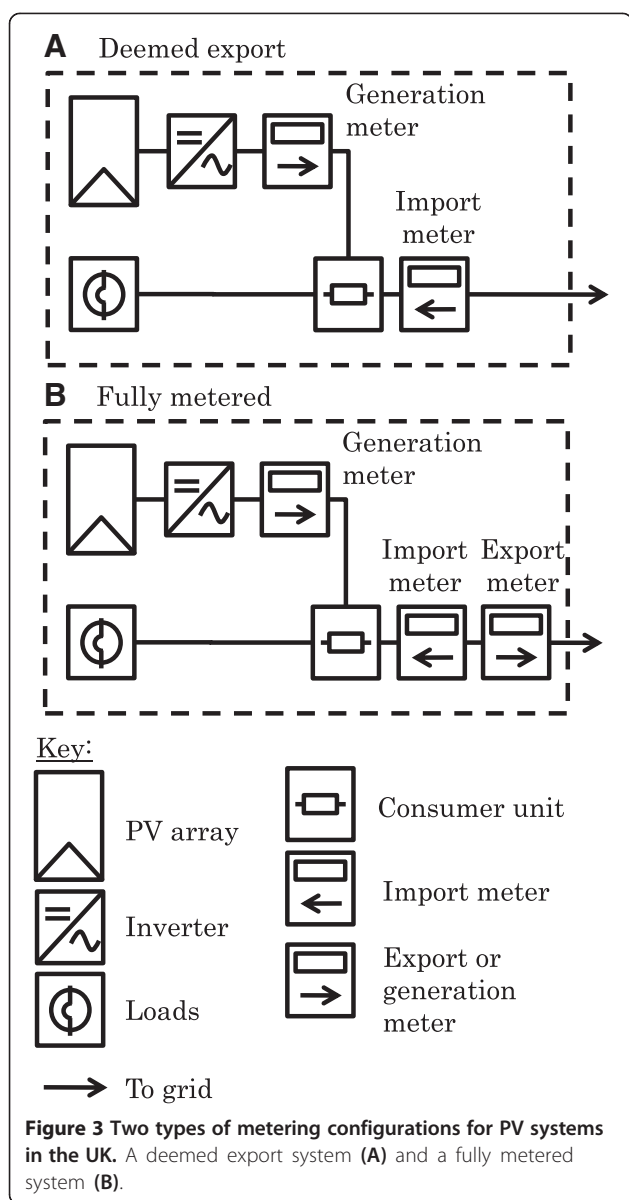 A Deemed export
Generation
meter
Import
meter
B Fully metered
Generation
meter
Import Export
meter meter
Key:
PV array
Inverter
Loads
To grid
Consumer unit
Import meter
Export or
generation
meter
Figure 3 Two types of metering configurations for PV systems
in the UK. A deemed export system (A) and a fully metered
system (B).